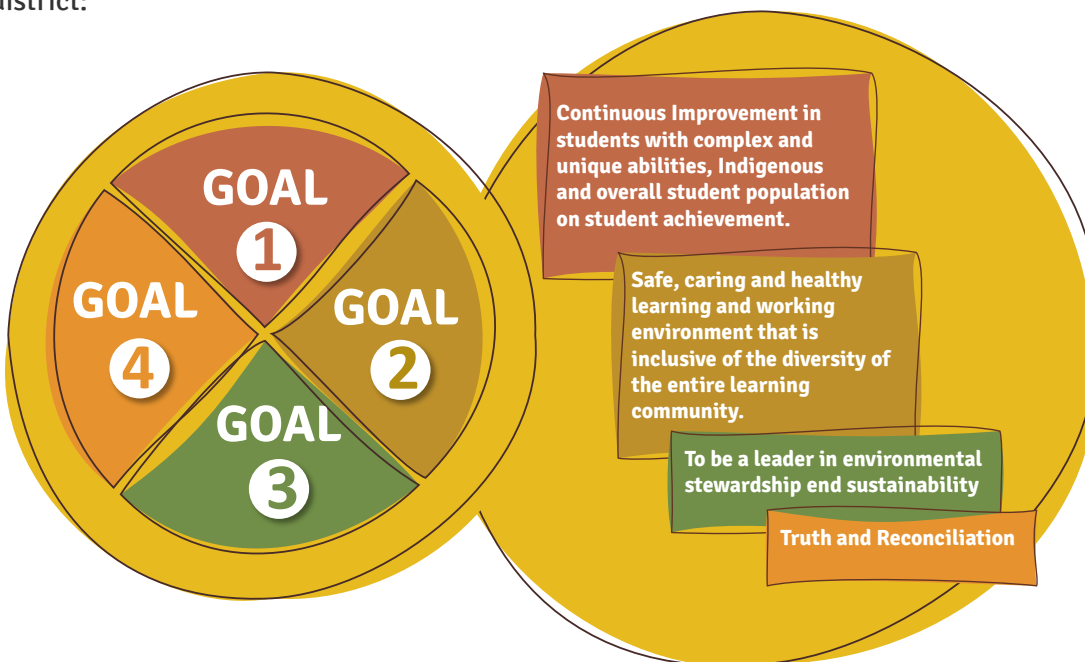 district:
GOAL
1
GOAL
2
GOAL
3
GOAL
4
Continuous Improvement in
students with complex and
unique abilities, Indigenous
and overall student population
on student achievement.
Safe, caring and healthy
learning and working
environment that is
inclusive of the diversity of
the entire learning
community.
To be a leader in environmental
stewardship end sustainability
Truth and Reconciliation